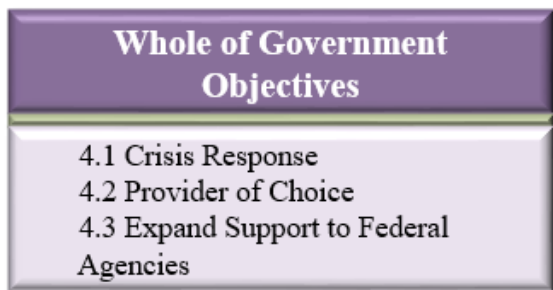 Whole of Government
Objectives
4.1 Crisis Response
4.2 Provider of Choice
4.3 Expand Support to Federal
Agencies